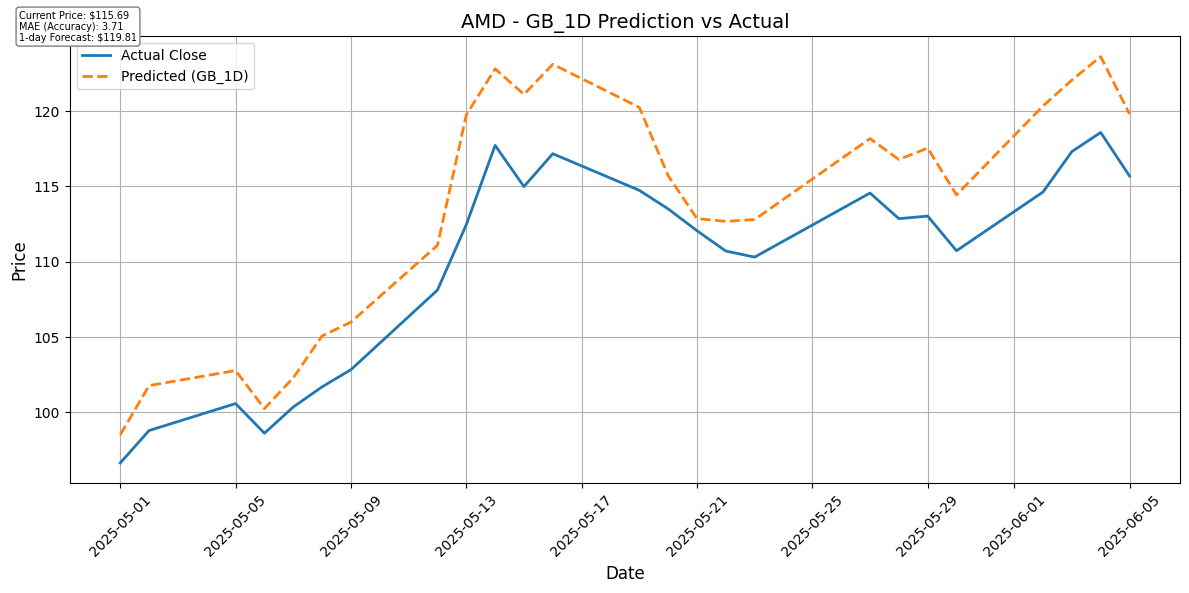 AMD - GB_1D Prediction vs Actual
Current Price: $115.69
MAE (Accuracy): 3.71
1-day Forecast: $119.81
Actual Close
Predicted (GB_1D)
Price
120
115
110
105
100
2025-05-01
2025-05-05
2025-05-09
2025-05-13
2025-05-17
2025-05-21
2025-05-25
2025-05-29
2025-06-01
2025-06-05
Date